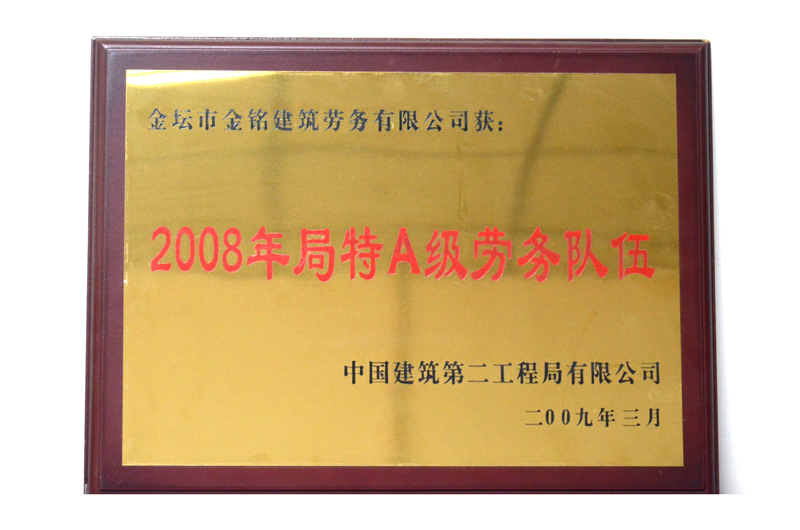 金坛市金铭建筑劳务有限公司获：
2008年局特A级劳务队伍
中国建筑第二工程局有限公司
二00九年三月